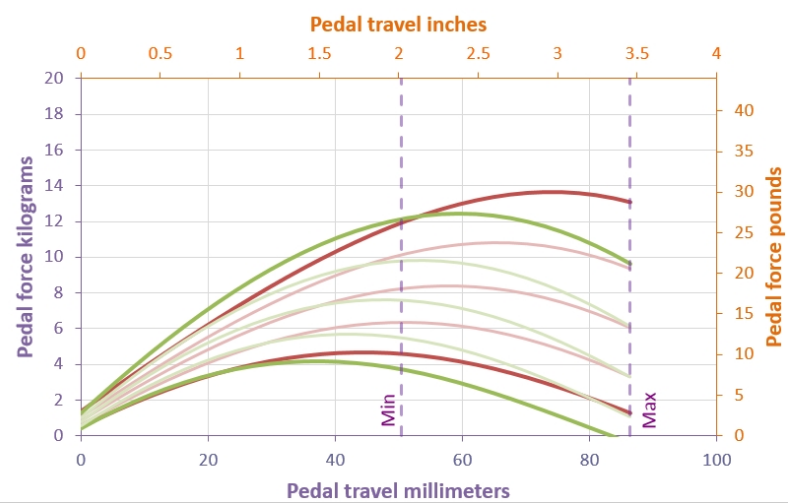 Pedal travel inches
0 0.5 1 1.5 2 2.5 3 3.5 4
Pedal force kilograms
20
18
16
14
12
10
8
6
4
2
0
40
35
30
25
20
15
10
5
0
Pedal force pounds
Min
Max
0 20 40 60 80 100
Pedal travel millimeters